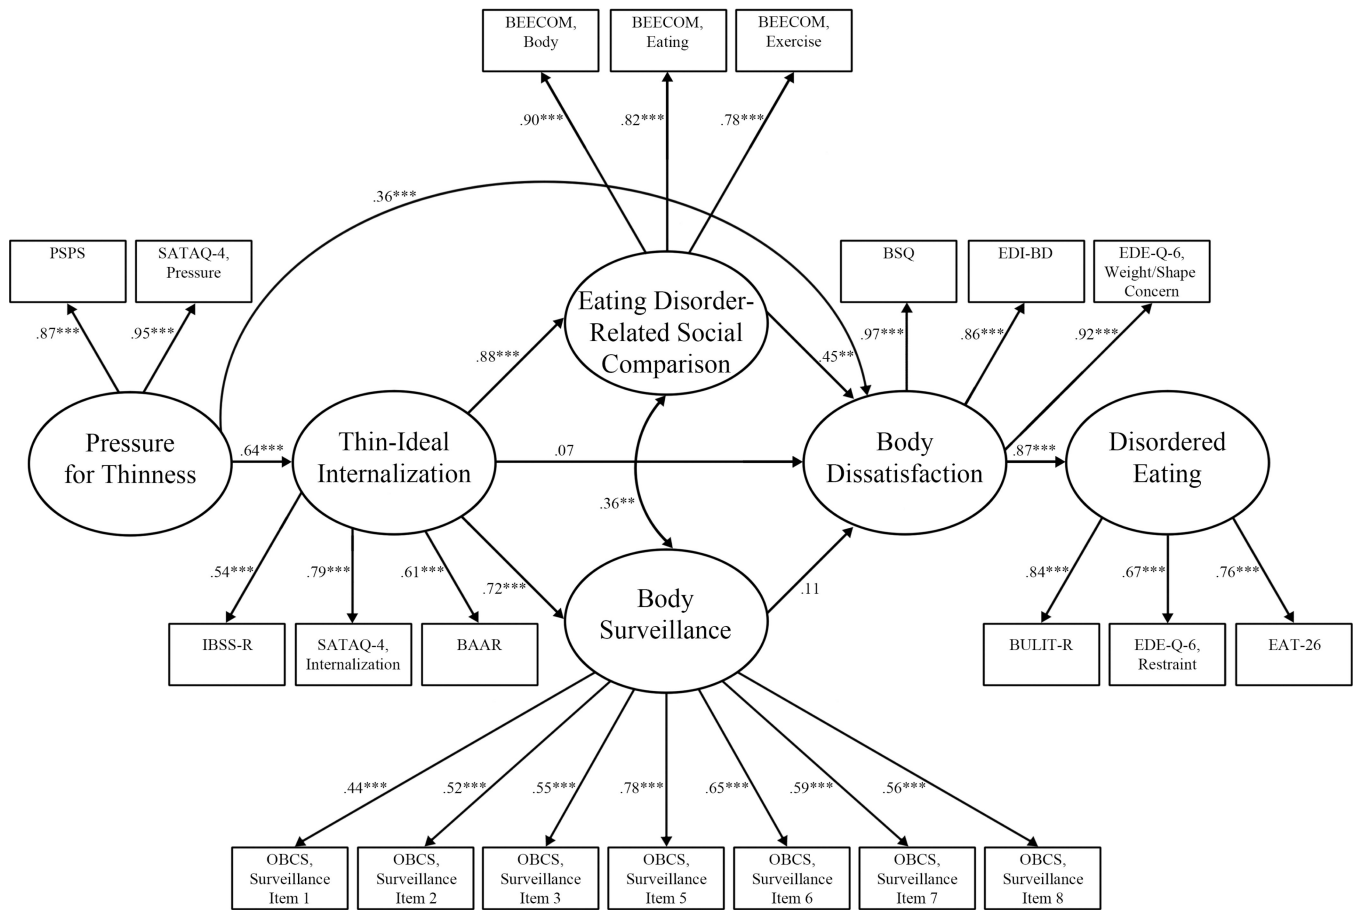 BEECOM,
Body
BEECOM,
Eating
BEECOM,
Exercise
.90***
.82***
.78***
.36***
PSPS
SATAQ-4,
Pressure
BSQ
EDI-BD
EDE-Q-6,
Weight/Shape
Concern
.87***
.95***
Eating Disorder-
Related Social
Comparison
.88***
.45**
.97***
.86***
.92***
Pressure
for Thinness
.64***
Thin-Ideal
Internalization
.07
Body
Dissatisfaction
.87***
Disordered
Eating
.36**
.54***
.79***
.61***
.72***
.11
.84***
.67***
.76***
IBSS-R
SATAQ-4,
Internalization
BAAR
Body
Surveillance
BULIT-R
EDE-Q-6,
Restraint
EAT-26
.44***
.52***
.55***
.78***
.65***
.59***
.56***
OBCS,
Surveillance
Item 1
OBCS,
Surveillance
Item 2
OBCS,
Surveillance
Item 3
OBCS,
Surveillance
Item 5
OBCS,
Surveillance
Item 6
OBCS,
Surveillance
Item 7
OBCS,
Surveillance
Item 8